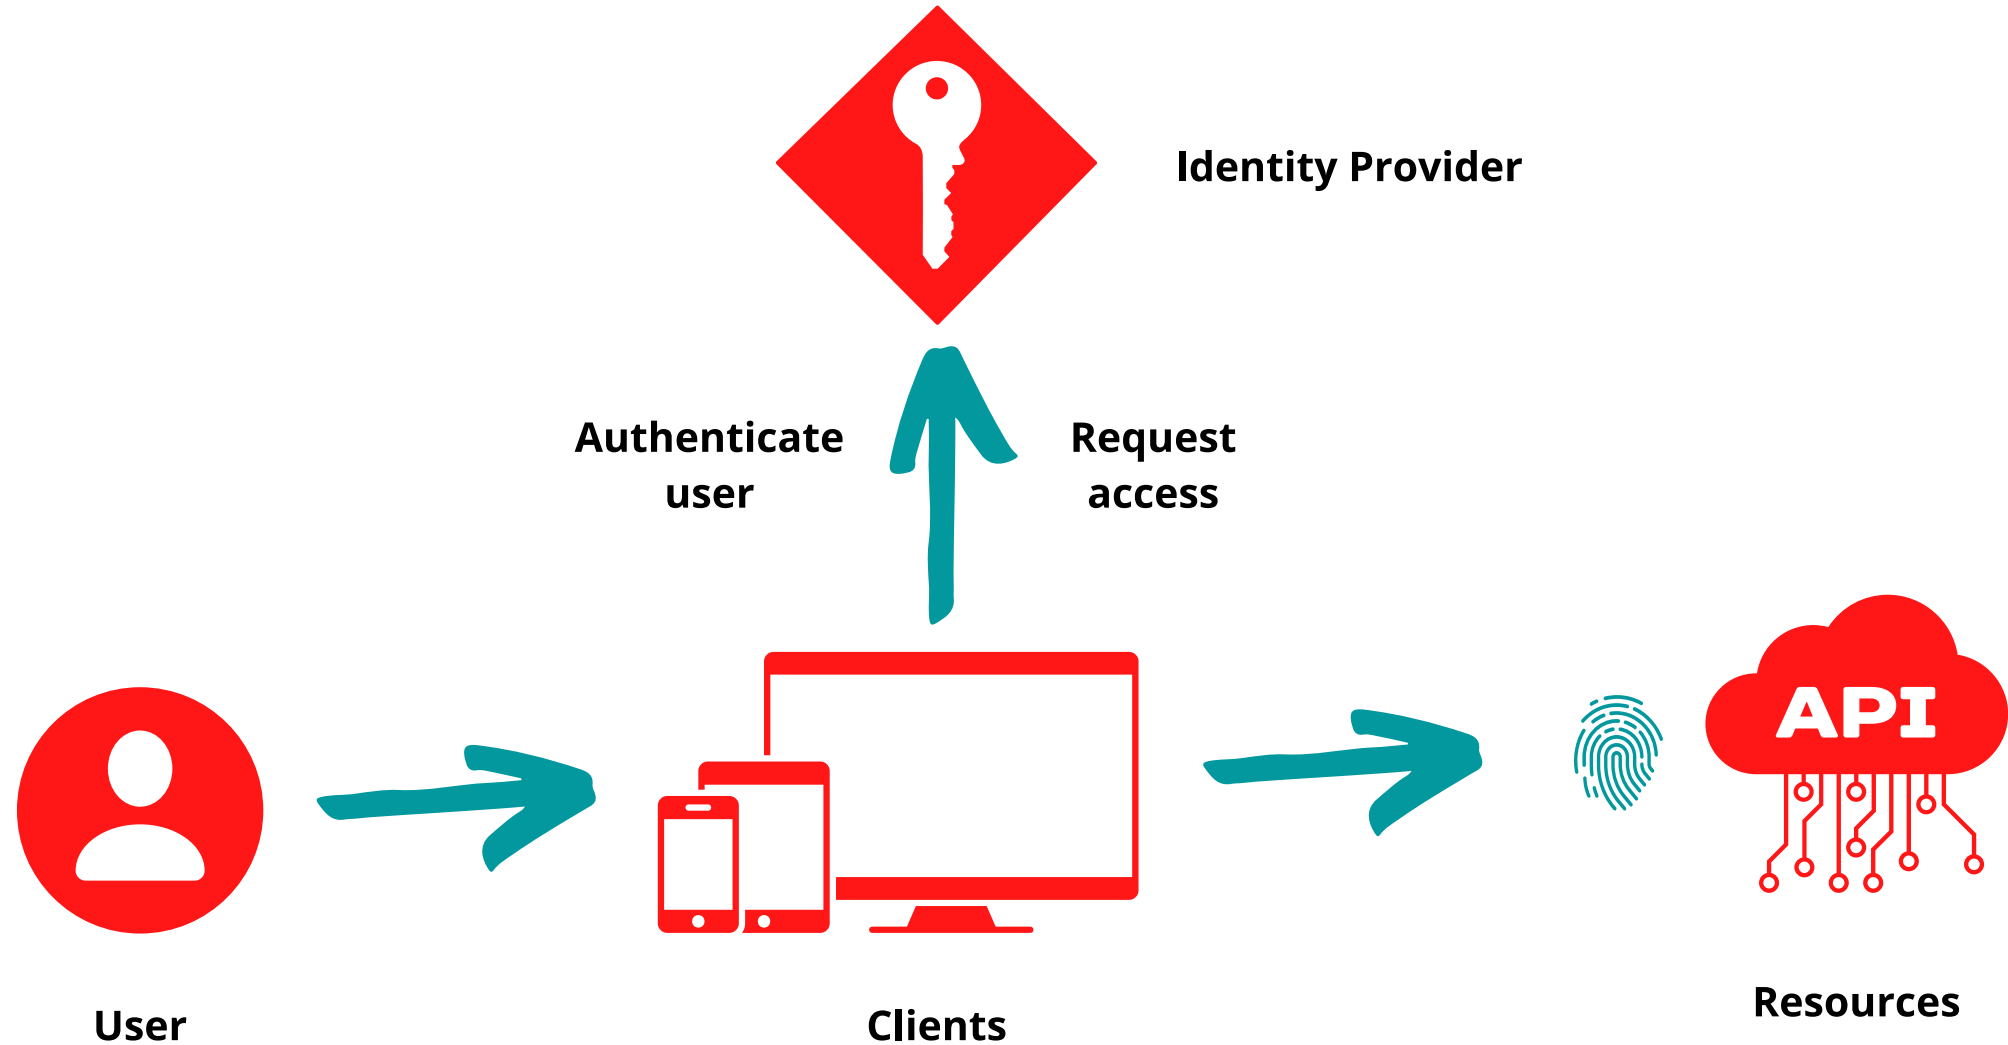 Identity Provider
Authenticate
user
Request
access
API
User
Clients
Resources